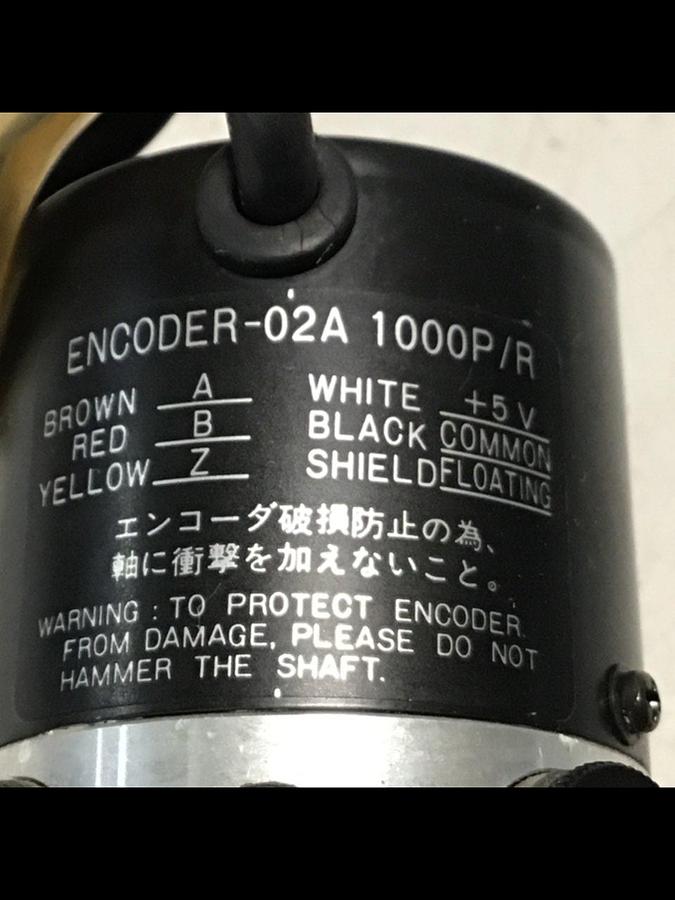 ENCODER-02A 1000P/R
BROWN A WHITE +5V
RED B BLACK COMMON
YELLOW Z SHIELD FLOATING
エンコーダ破損防止の為、
軸に衝撃を加えないこと。
WARNING : TO PROTECT ENCODER
FROM DAMAGE, PLEASE DO NOT
HAMMER THE SHAFT.